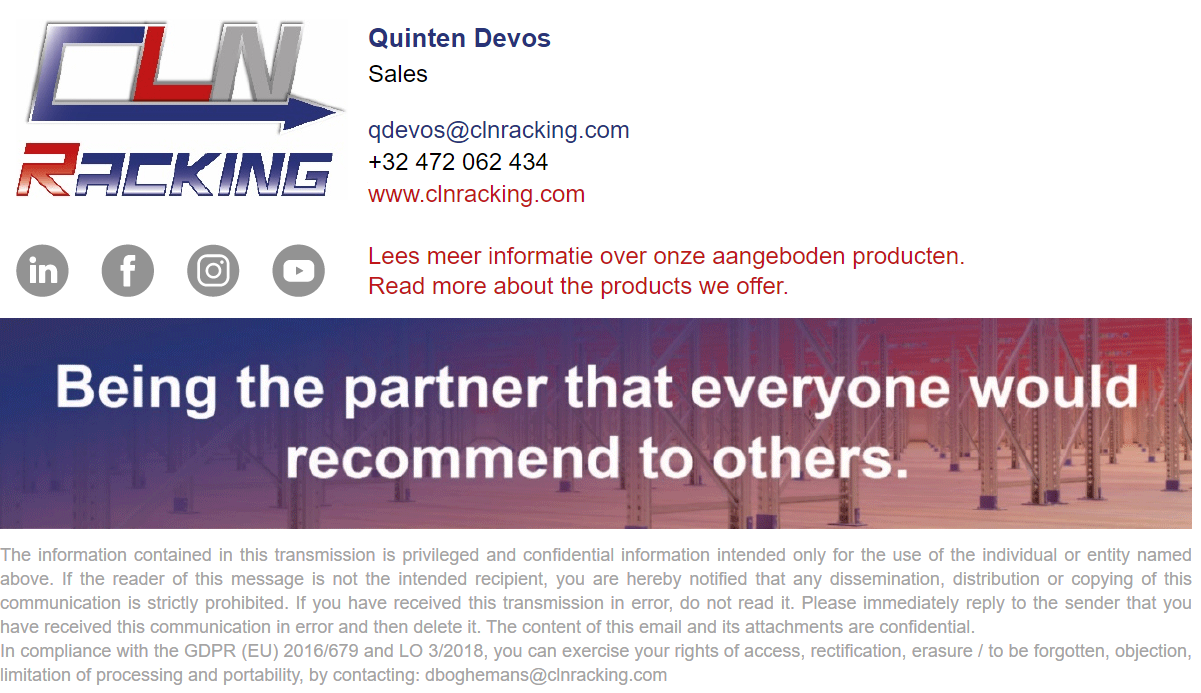 CLN
RACKING
Quinten Devos
Sales
qdevos@clnracking.com
+32 472 062 434
www.clnracking.com
in f
Lees meer informatie over onze aangeboden producten.
Read more about the products we offer.
Being the partner that everyone would
recommend to others.
The information contained in this transmission is privileged and confidential information intended only for the use of the individual or entity named
above. If the reader of this message is not the intended recipient, you are hereby notified that any dissemination, distribution or copying of this
communication is strictly prohibited. If you have received this transmission in error, do not read it. Please immediately reply to the sender that you
have received this communication in error and then delete it. The content of this email and its attachments are confidential.
In compliance with the GDPR (EU) 2016/679 and LO 3/2018, you can exercise your rights of access, rectification, erasure / to be forgotten, objection,
limitation of processing and portability, by contacting: dboghemans@clnracking.com